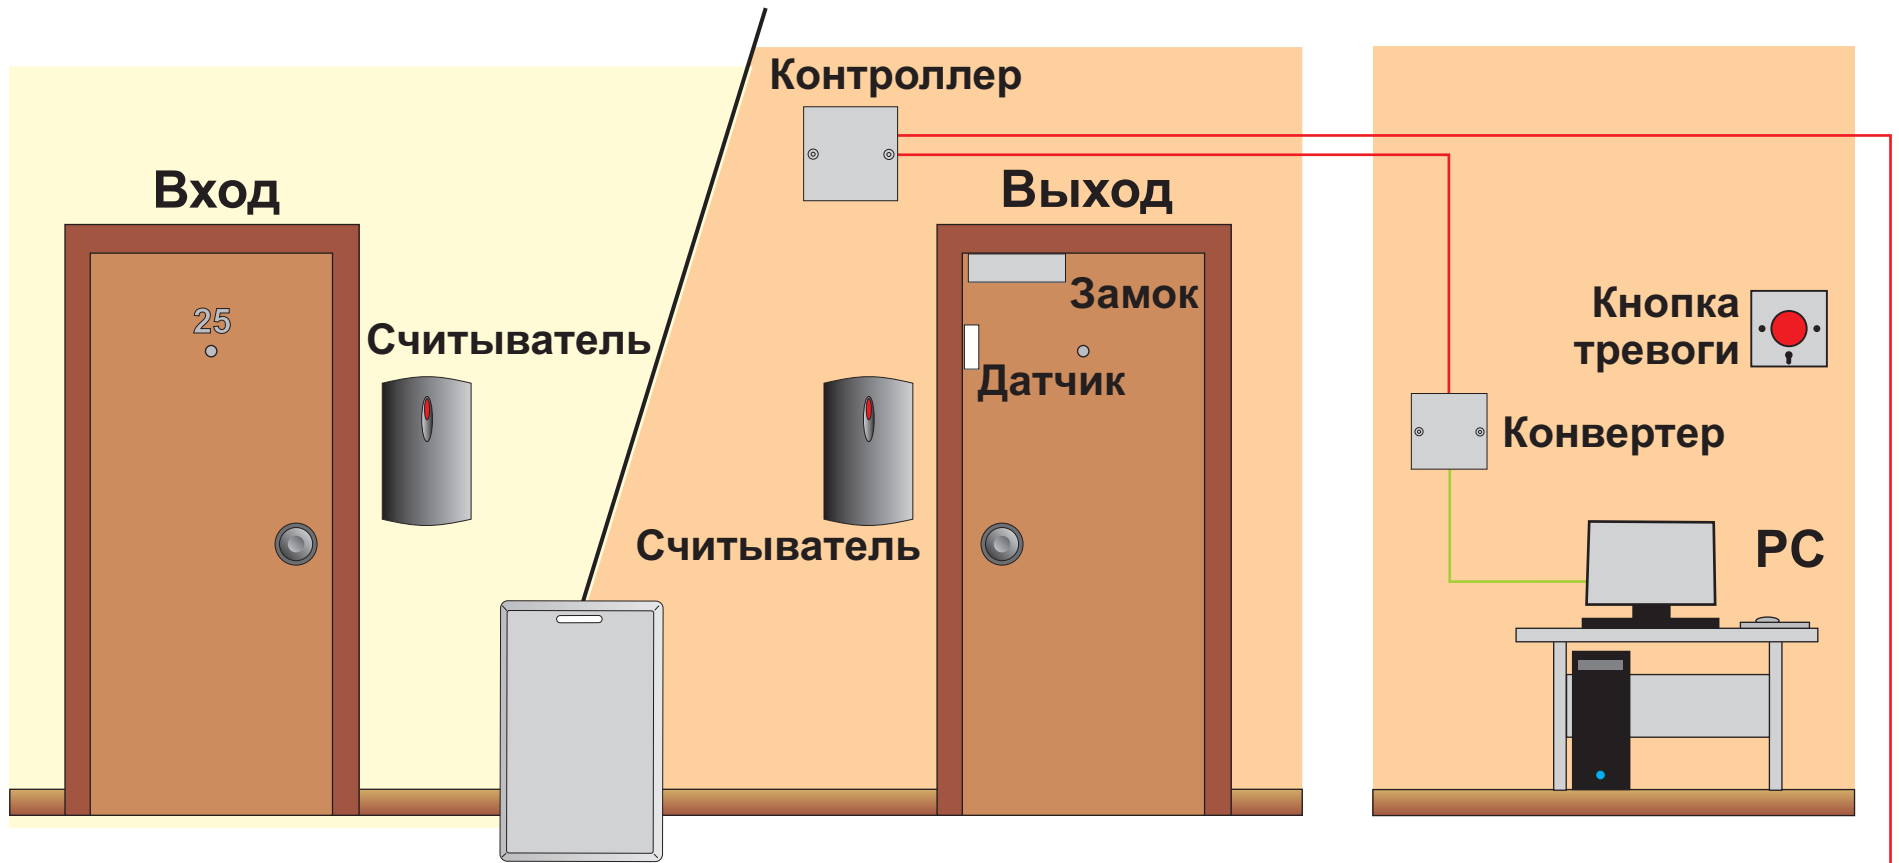 Контроллер
Вход
Выход
25
Считыватель
Замок
Датчик
Кнопка
тревоги
Конвертер
Считыватель
PC